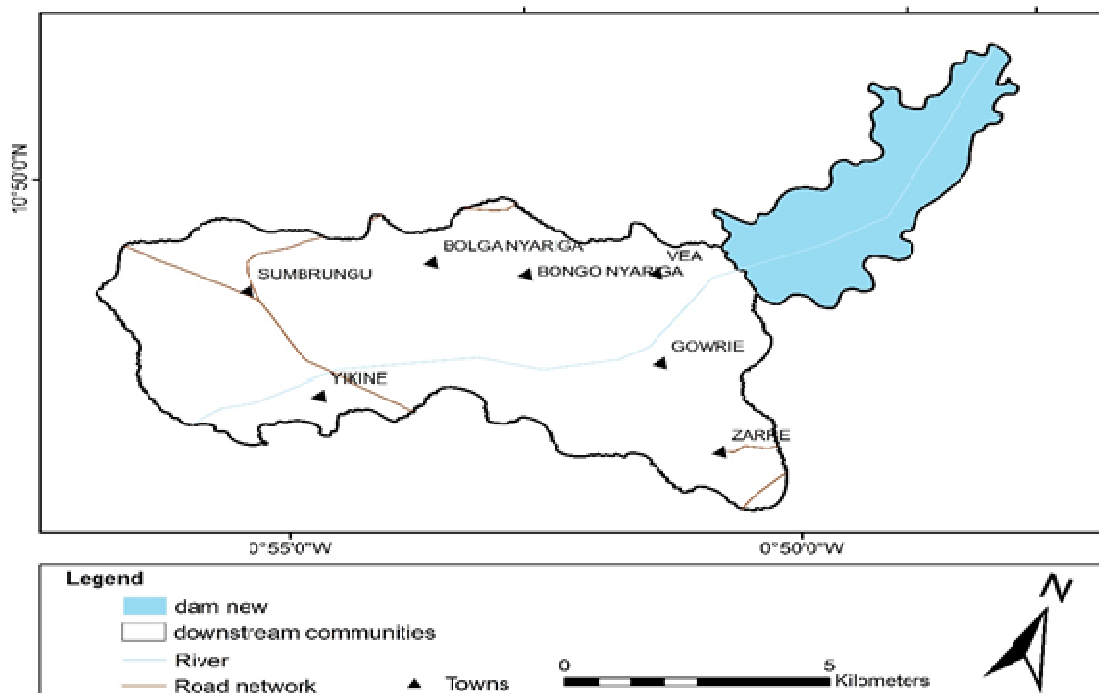 10°50'0"N
BOLGA NYARIGA
VEA
SUMBRUNGU
BONGO NYARIGA
GOWRIE
YIKINE
ZARRE
0°55'0"W
0°50'0"W
Legend
dam new
downstream communities
River
Road network
Towns
0
5
Kilometers
N